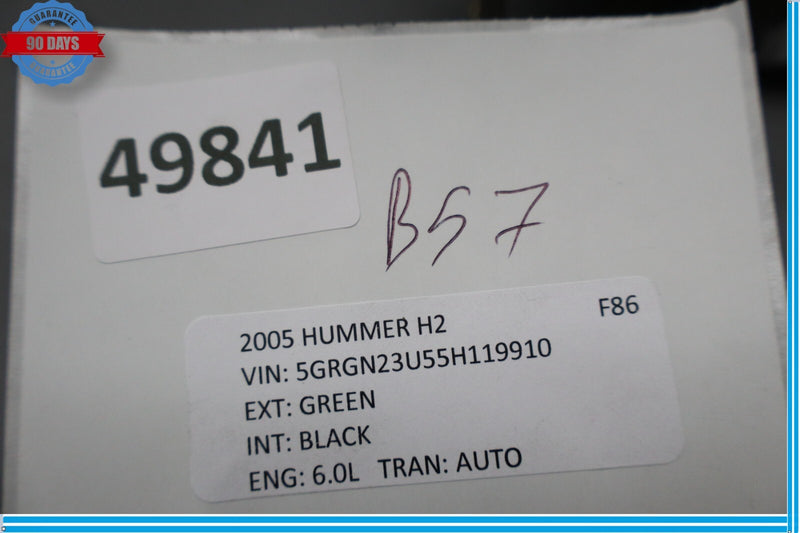 GUARANTEE
90 DAYS
GUARANTEE
49841
B57
F86
2005 HUMMER H2
VIN: 5GRGN23U55H119910
EXT: GREEN
INT: BLACK
ENG: 6.0L TRAN: AUTO